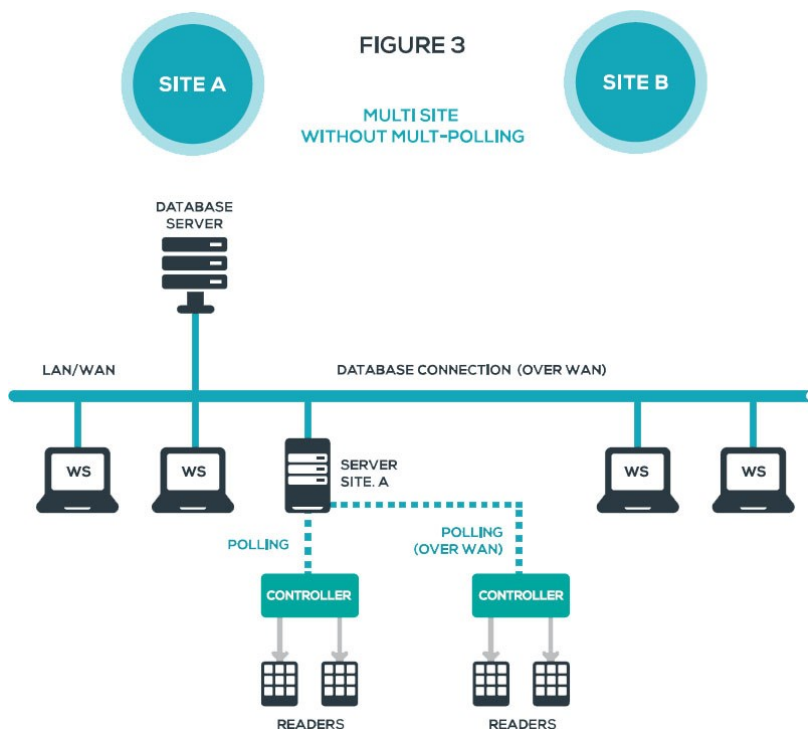 FIGURE 3
SITE A
SITE B
MULTI SITE
WITHOUT MULT-POLLING
DATABASE
SERVER
LAN/WAN
DATABASE CONNECTION (OVER WAN)
WS
WS
SERVER
SITE. A
WS
WS
POLLING
POLLING
(OVER WAN)
CONTROLLER
CONTROLLER
READERS
READERS